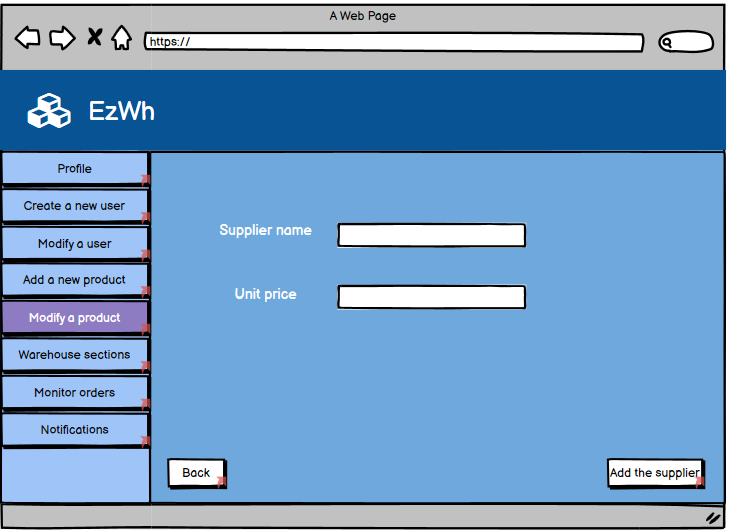 A Web Page
https://
EzWh
Profile
Create a new user
Modify a user
Add a new product
Modify a product
Warehouse sections
Monitor orders
Notifications
Supplier name
Unit price
Back
Add the supplier